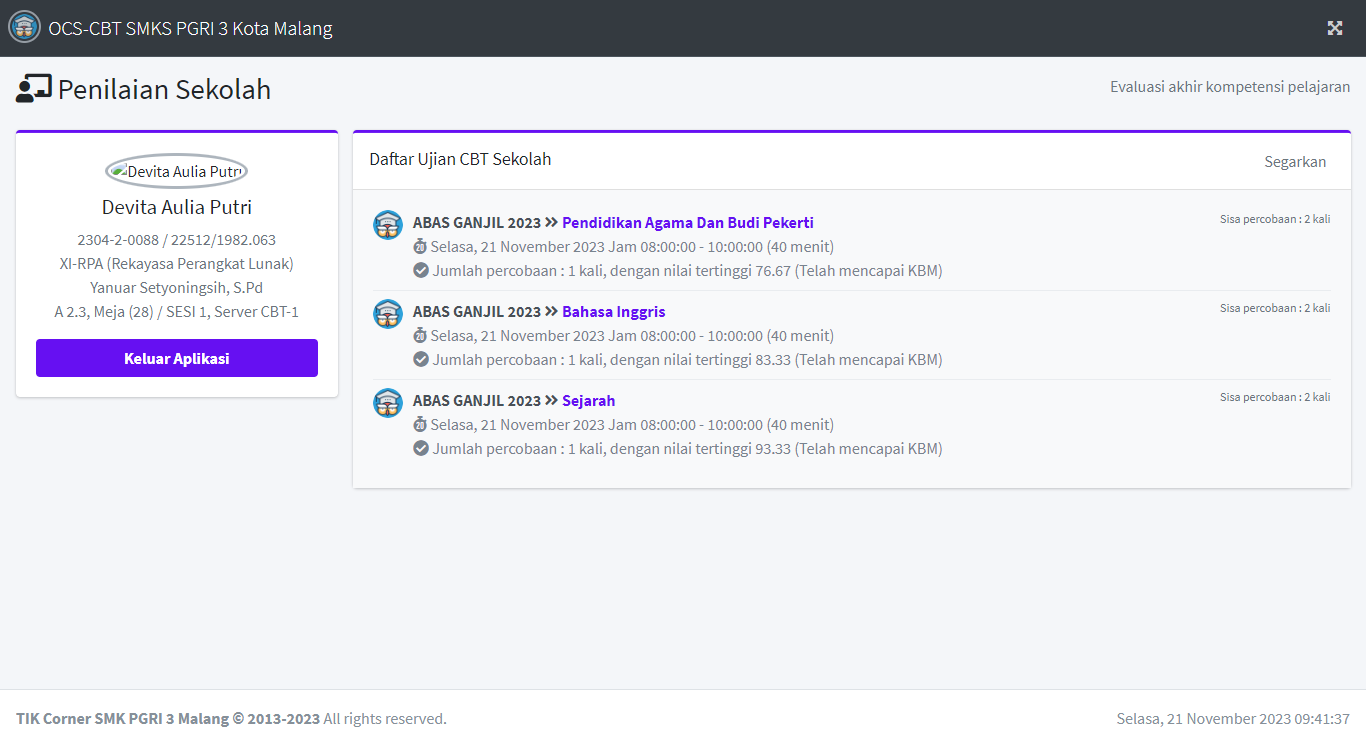 OCS-CBT SMKS PGRI 3 Kota Malang
Penilaian Sekolah
Evaluasi akhir kompetensi pelajaran
Devita Aulia Putri
Devita Aulia Putri
2304-2-0088 / 22512/1982.063
XI-RPA (Rekayasa Perangkat Lunak)
Yanuar Setyoningsih, S.Pd
A 2.3, Meja (28) / SESI 1, Server CBT-1
Keluar Aplikasi
Daftar Ujian CBT Sekolah
Segarkan
ABAS GANJIL 2023 » Pendidikan Agama Dan Budi Pekerti
Sisa percobaan : 2 kali
Selasa, 21 November 2023 Jam 08:00:00 - 10:00:00 (40 menit)
Jumlah percobaan : 1 kali, dengan nilai tertinggi 76.67 (Telah mencapai KBM)
ABAS GANJIL 2023 » Bahasa Inggris
Sisa percobaan : 2 kali
Selasa, 21 November 2023 Jam 08:00:00 - 10:00:00 (40 menit)
Jumlah percobaan : 1 kali, dengan nilai tertinggi 83.33 (Telah mencapai KBM)
ABAS GANJIL 2023 » Sejarah
Sisa percobaan : 2 kali
Selasa, 21 November 2023 Jam 08:00:00 - 10:00:00 (40 menit)
Jumlah percobaan : 1 kali, dengan nilai tertinggi 93.33 (Telah mencapai KBM)
TIK Corner SMK PGRI 3 Malang © 2013-2023 All rights reserved.
Selasa, 21 November 2023 09:41:37